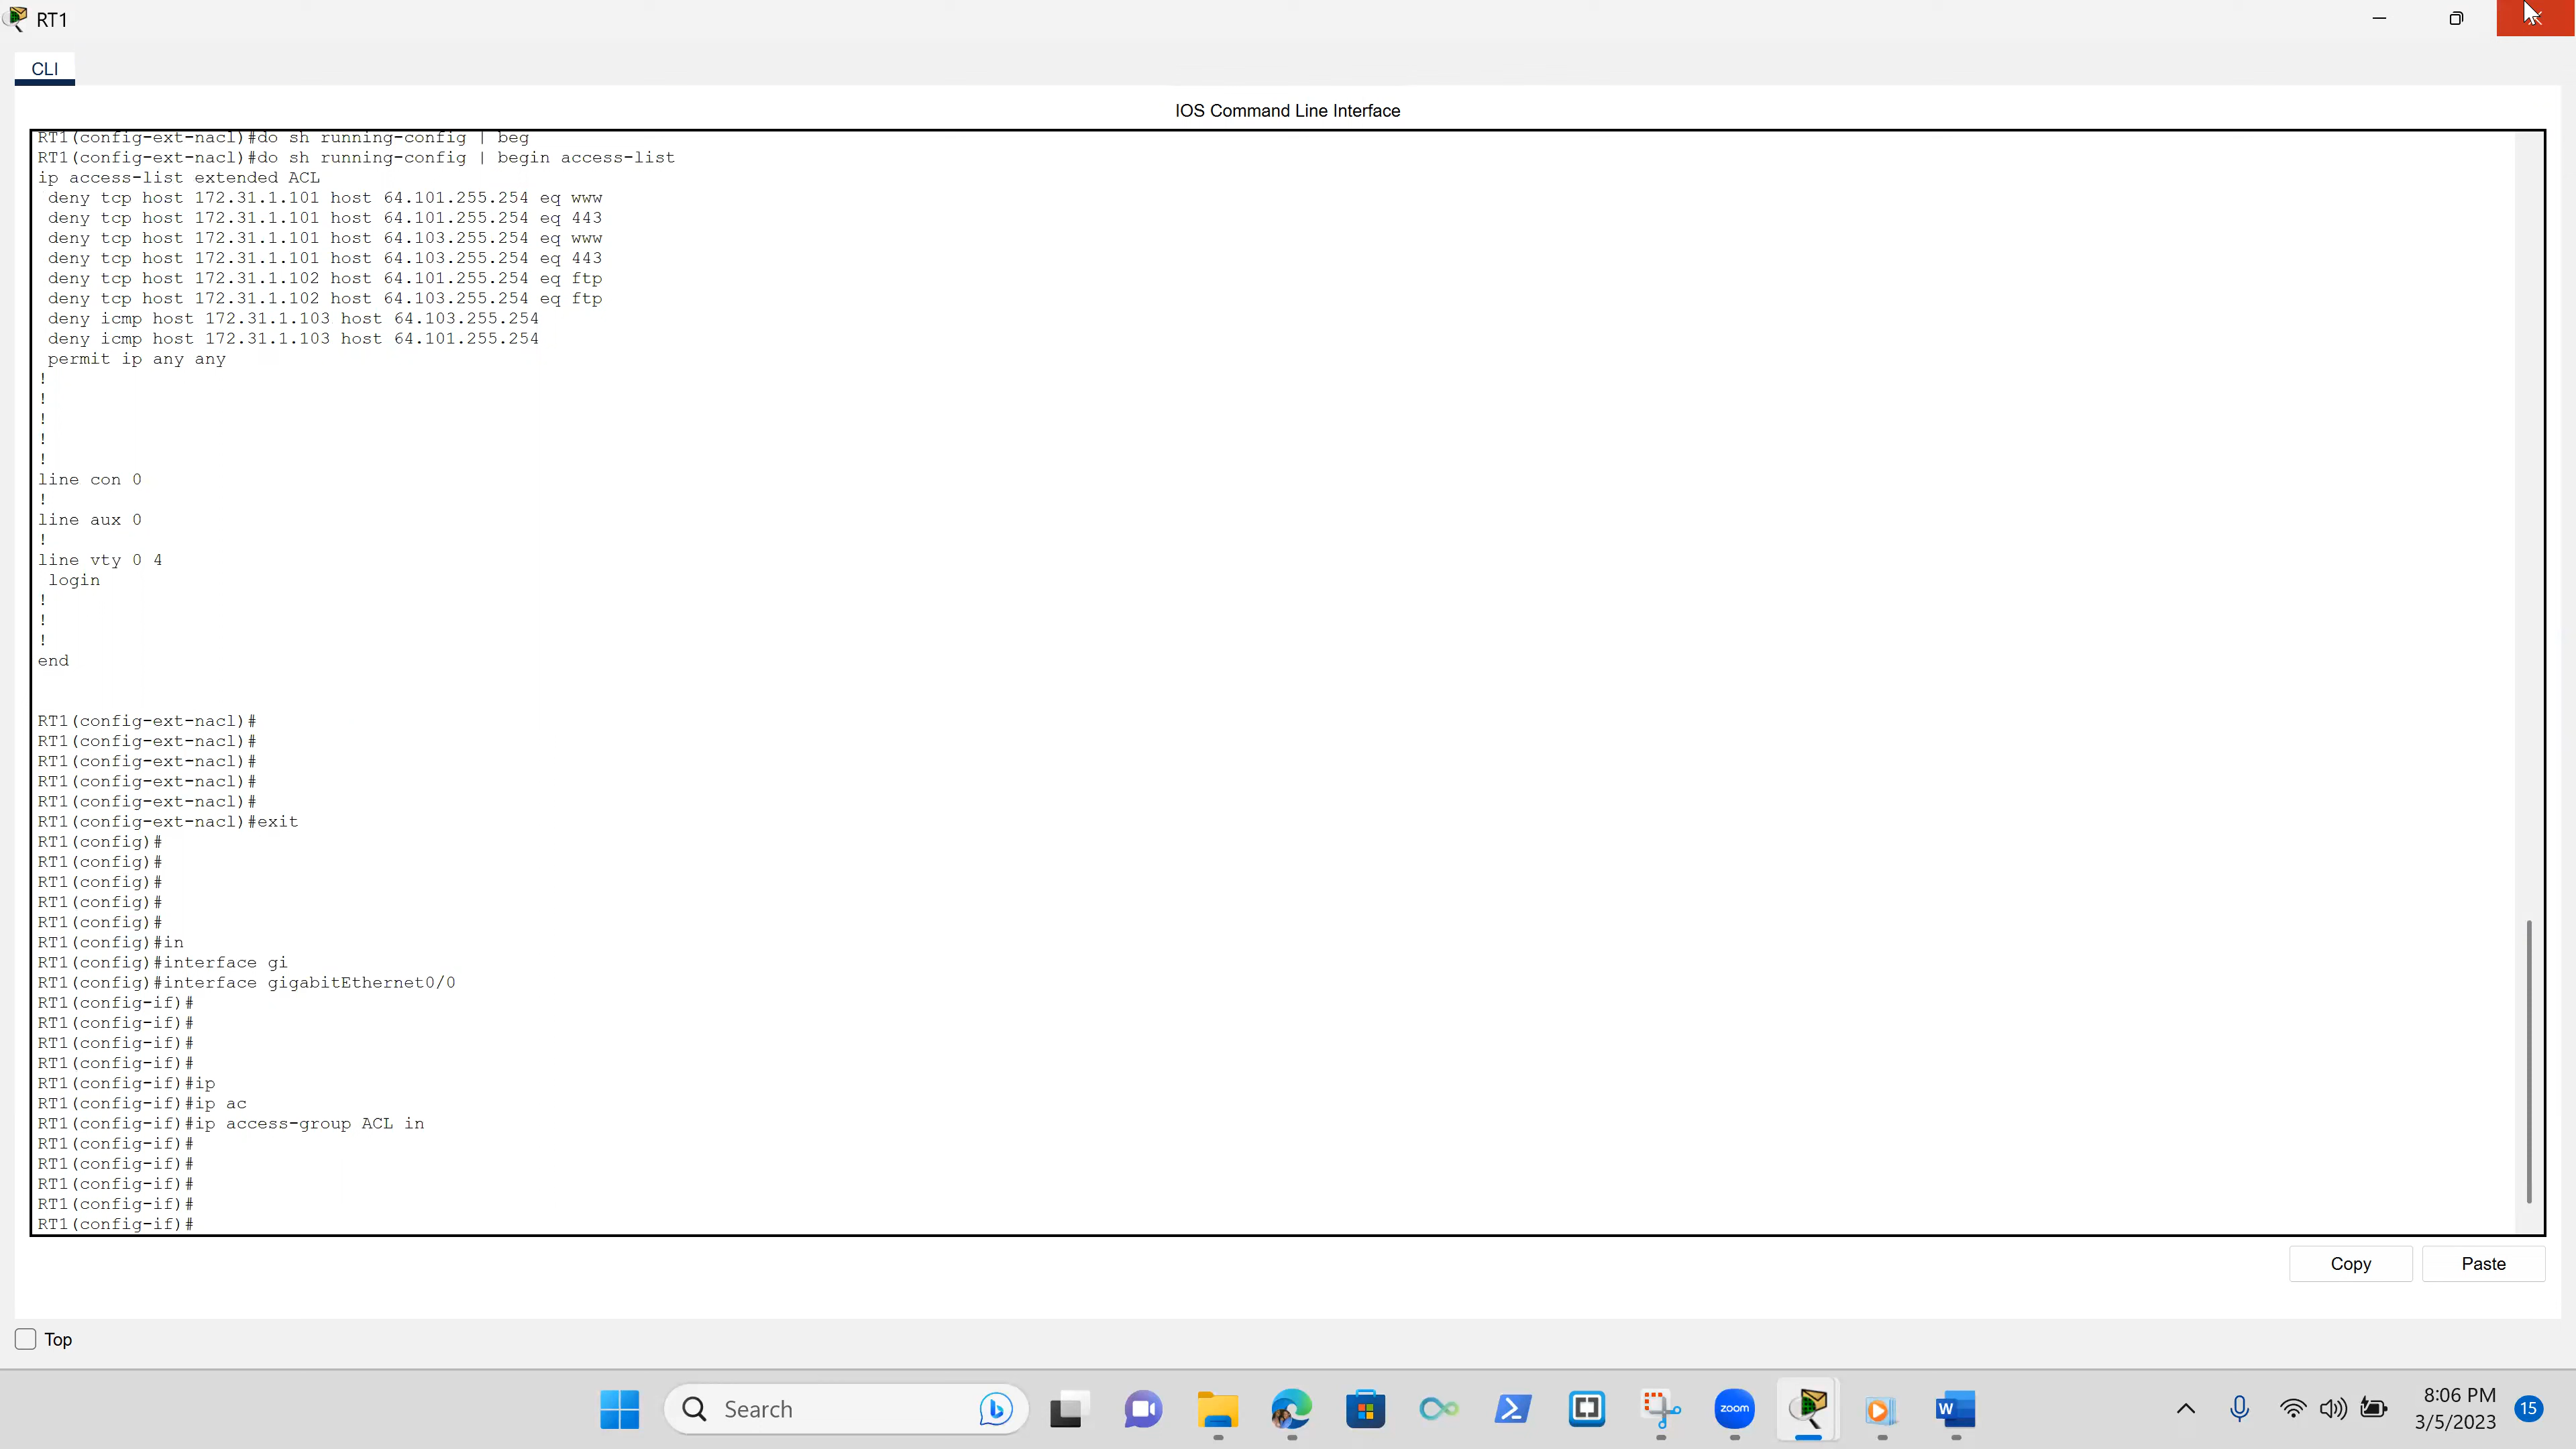 RT1
CLI
IOS Command Line Interface
RT1(config-ext-nacl)#do sh running-config | beg
RT1(config-ext-nacl)#do sh running-config | begin access-list
ip access-list extended ACL
 deny tcp host 172.31.1.101 host 64.101.255.254 eq www
 deny tcp host 172.31.1.101 host 64.101.255.254 eq 443
 deny tcp host 172.31.1.101 host 64.103.255.254 eq www
 deny tcp host 172.31.1.101 host 64.103.255.254 eq 443
 deny tcp host 172.31.1.102 host 64.101.255.254 eq ftp
 deny tcp host 172.31.1.102 host 64.103.255.254 eq ftp
 deny icmp host 172.31.1.103 host 64.103.255.254
 deny icmp host 172.31.1.103 host 64.101.255.254
 permit ip any any
!
!
!
!
!
line con 0
!
line aux 0
!
line vty 0 4
 login
!
!
!
end
RT1(config-ext-nacl)#
RT1(config-ext-nacl)#
RT1(config-ext-nacl)#
RT1(config-ext-nacl)#
RT1(config-ext-nacl)#
RT1(config-ext-nacl)#exit
RT1(config)#
RT1(config)#
RT1(config)#
RT1(config)#
RT1(config)#
RT1(config)#in
RT1(config)#interface gi
RT1(config)#interface gigabitEthernet0/0
RT1(config-if)#
RT1(config-if)#
RT1(config-if)#
RT1(config-if)#
RT1(config-if)#ip
RT1(config-if)#ip ac
RT1(config-if)#ip access-group ACL in
RT1(config-if)#
RT1(config-if)#
RT1(config-if)#
RT1(config-if)#
RT1(config-if)#
Copy Paste
Top
Search
zoom
W
8:06 PM
3/5/2023
15